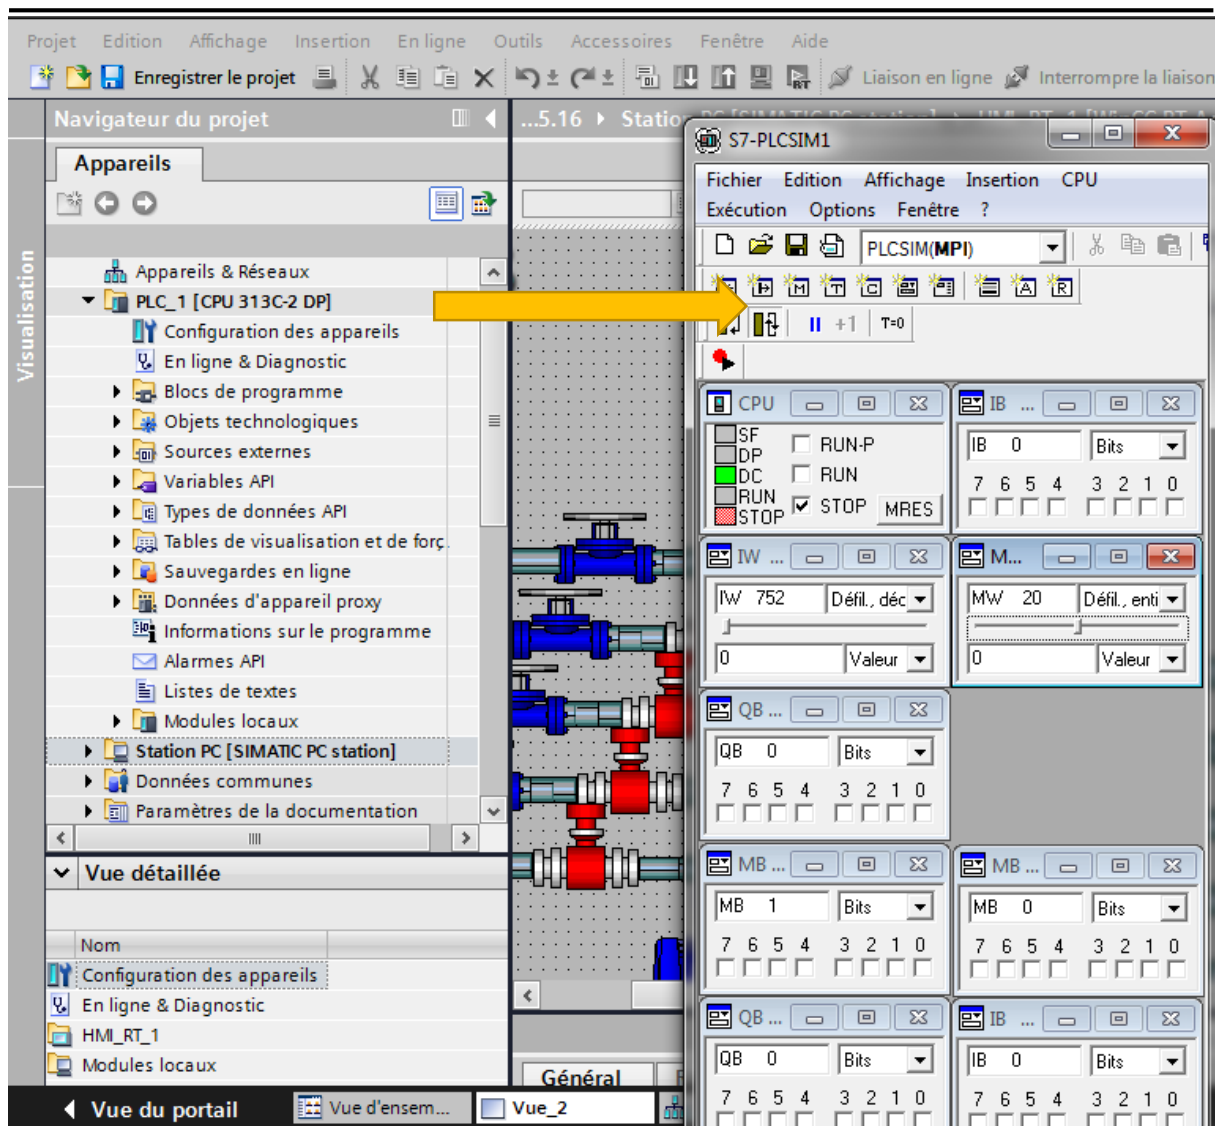 Projet Edition Affichage Insertion En ligne Outils Accessoires Fenêtre Aide
Enregistrer le projet Liaison en ligne Interrompre la liaison
Navigateur du projet
...5.16 Station
Appareils
Visualisation
Appareils & Réseaux
PLC_1 [CPU 313C-2 DP]
Configuration des appareils
En ligne & Diagnostic
Blocs de programme
Objets technologiques
Sources externes
Variables API
Types de données API
Tables de visualisation et de forç.
Sauvegardes en ligne
Données d'appareil proxy
Informations sur le programme
Alarmes API
Listes de textes
Modules locaux
Station PC [SIMATIC PC station]
Données communes
Paramètres de la documentation
Vue détaillée
Nom
Configuration des appareils
En ligne & Diagnostic
HMI_RT_1
Modules locaux
Vue du portail
Vue d'ensem...
Vue_2
Général
S7-PLCSIM1
Fichier Edition Affichage Insertion CPU
Exécution Options Fenêtre ?
PLCSIM(MPI)
+1 T=0
CPU
SF
DP
DC
RUN
STOP
RUN-P
RUN
STOP MRES
IB ...
IB 0 Bits
7 6 5 4 3 2 1 0
IW ...
IW 752 Défil., déc
0 Valeur
M...
MW 20 Défil., enti
0 Valeur
QB ...
QB 0 Bits
7 6 5 4 3 2 1 0
MB ...
MB 1 Bits
7 6 5 4 3 2 1 0
MB ...
MB 0 Bits
7 6 5 4 3 2 1 0
QB ...
QB 0 Bits
7 6 5 4 3 2 1 0
IB ...
IB 0 Bits
7 6 5 4 3 2 1 0